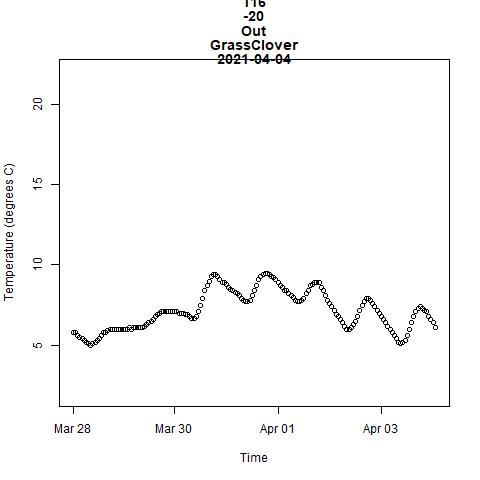 T16
-20
Out
GrassClover
2021-04-04
20
15
10
5
Temperature (degrees C)
Mar 28
Mar 30
Apr 01
Apr 03
Time